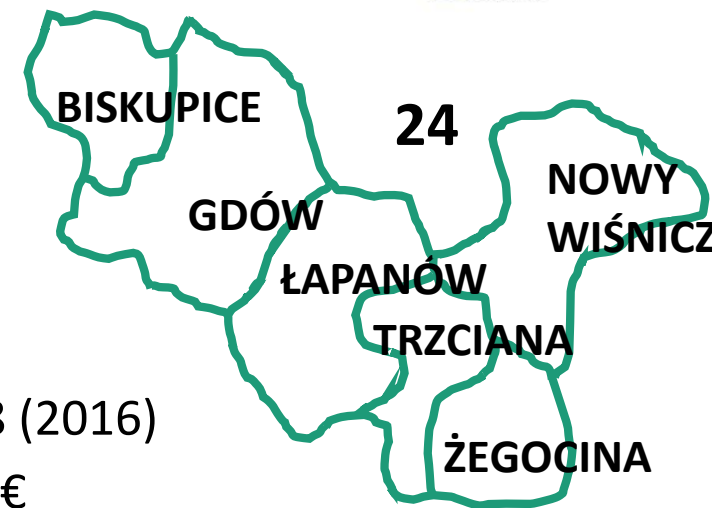 BISKUPICE
24
NOWY
WIŚNICZ
GDÓW
ŁAPANÓW
TRZCIANA
(2016)
ŻEGOCINA
€